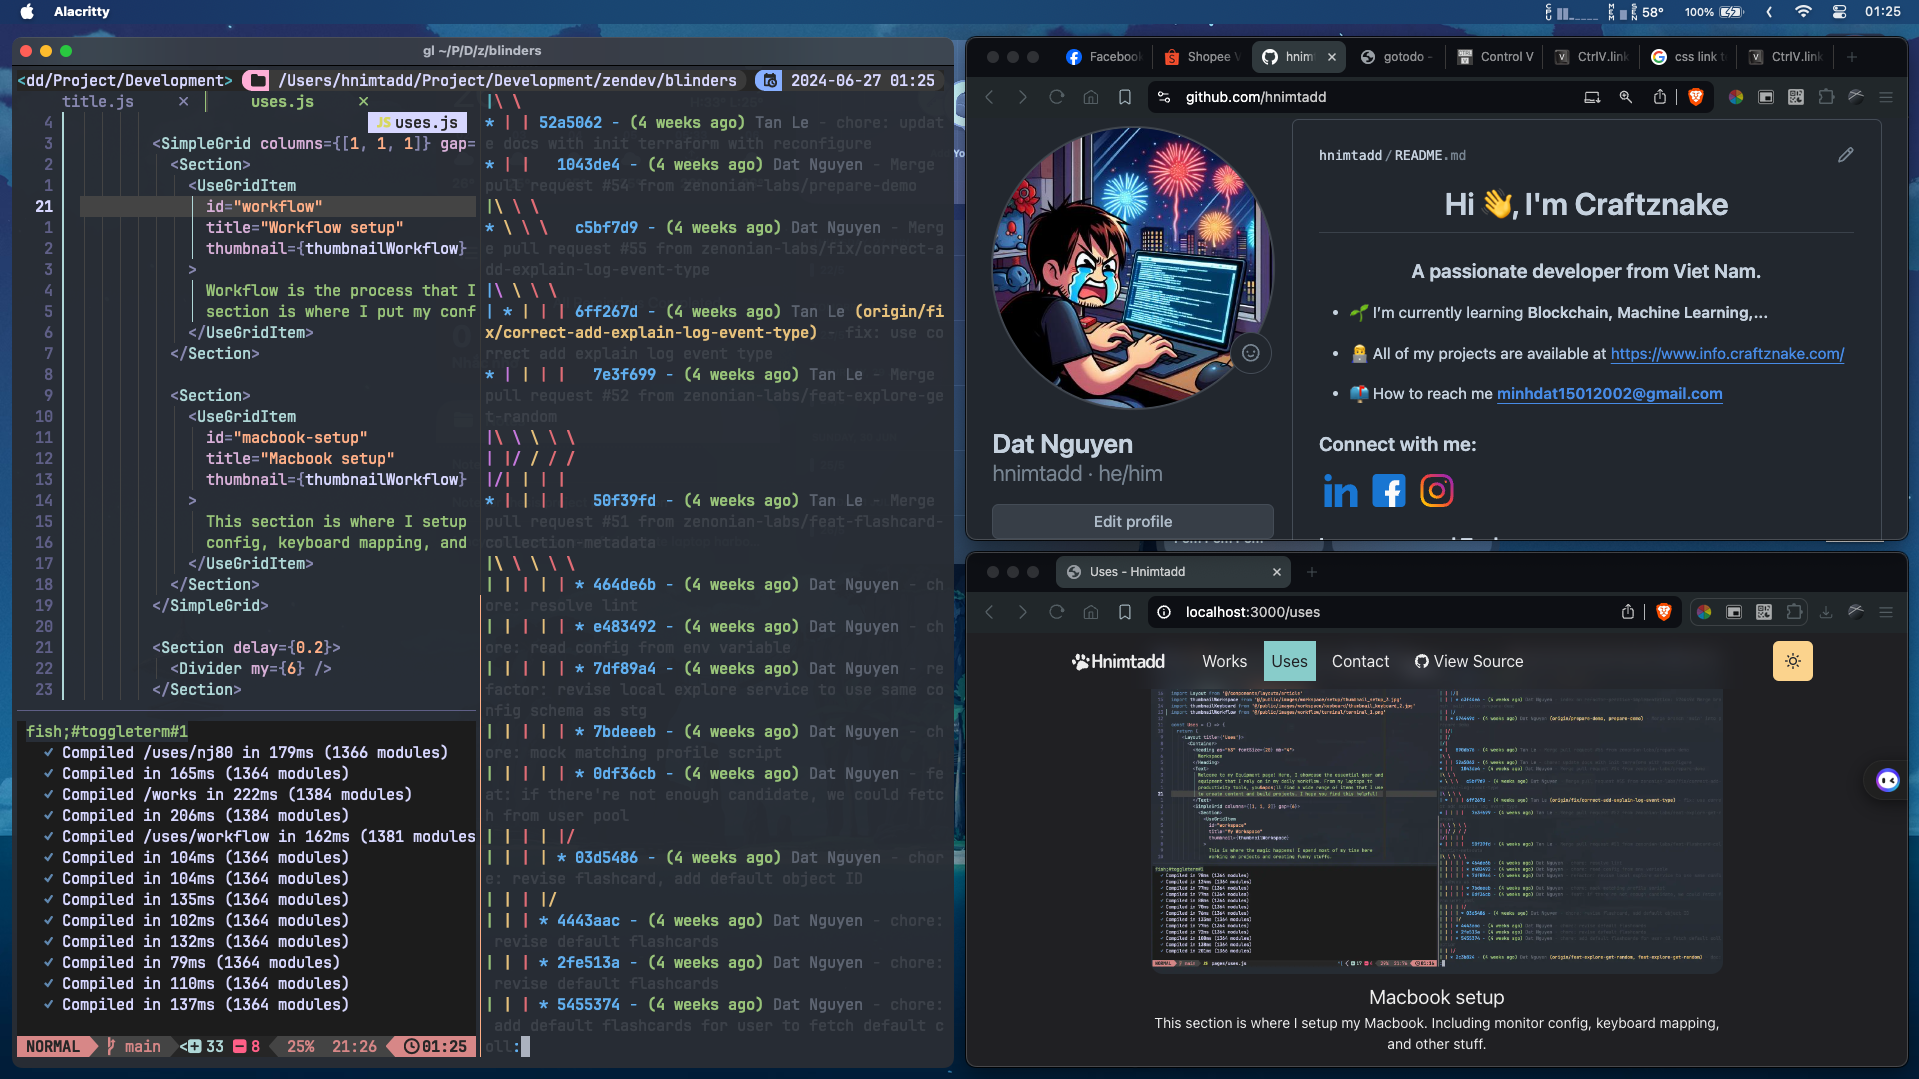 Alacritty
58° 100% 01:25
gl ~/P/D/z/blinders
<dd/Project/Development> /Users/hnimtadd/Project/Development/zendev/blinders 2024-06-27 01:25
title.js × uses.js ×
JS uses.js
4
3 <SimpleGrid columns={[1, 1, 1]} gap=
2 <Section>
1 <UseGridItem
21 id="workflow"
1 title="Workflow setup"
2 thumbnail={thumbnailWorkflow}
3 >
4 Workflow is the process that I
5 section is where I put my conf
6 </UseGridItem>
7 </Section>
8
9 <Section>
10 <UseGridItem
11 id="macbook-setup"
12 title="Macbook setup"
13 thumbnail={thumbnailWorkflow}
14 >
15 This section is where I setup
16 config, keyboard mapping, and
17 </UseGridItem>
18 </Section>
19 </SimpleGrid>
20
21 <Section delay={0.2}>
22 <Divider my={6} />
23 </Section>
fish;#toggleterm#1
✓ Compiled /uses/nj80 in 179ms (1366 modules)
✓ Compiled in 165ms (1364 modules)
✓ Compiled /works in 222ms (1384 modules)
✓ Compiled in 206ms (1384 modules)
✓ Compiled /uses/workflow in 162ms (1381 modules
✓ Compiled in 104ms (1364 modules)
✓ Compiled in 104ms (1364 modules)
✓ Compiled in 135ms (1364 modules)
✓ Compiled in 102ms (1364 modules)
✓ Compiled in 132ms (1364 modules)
✓ Compiled in 79ms (1364 modules)
✓ Compiled in 110ms (1364 modules)
✓ Compiled in 137ms (1364 modules)
NORMAL main < 33 8 25% 21:26 01:25
|\ \
* | | 52a5062 - (4 weeks ago) Tan Le - chore: updat
e docs with init terraform with reconfigure
* | | 1043de4 - (4 weeks ago) Dat Nguyen - Merge
pull request #54 from zenonian-labs/prepare-demo
|\ \ \
* \ \ \ c5bf7d9 - (4 weeks ago) Dat Nguyen - Merg
e pull request #55 from zenonian-labs/fix/correct-a
dd-explain-log-event-type
|\ \ \ \
| * | | | 6ff267d - (4 weeks ago) Tan Le (origin/fi
x/correct-add-explain-log-event-type) - fix: use co
rrect add explain log event type
* | | | | 7e3f699 - (4 weeks ago) Tan Le - Merge
pull request #52 from zenonian-labs/feat-explore-ge
t-random
|\ \ \ \ \
| |/ / / /
|/| | | |
* | | | | 50f39fd - (4 weeks ago) Tan Le - Merge
pull request #51 from zenonian-labs/feat-flashcard-
collection-metadata
|\ \ \ \ \
| | | | | * 464de6b - (4 weeks ago) Dat Nguyen - ch
ore: resolve lint
| | | | | * e483492 - (4 weeks ago) Dat Nguyen - ch
ore: read config from env variable
| | | | | * 7df89a4 - (4 weeks ago) Dat Nguyen - re
factor: revise local explore service to use same co
nfig schema as stg
| | | | | * 7bdeeeb - (4 weeks ago) Dat Nguyen - ch
ore: mock matching profile script
| | | | | * 0df36cb - (4 weeks ago) Dat Nguyen - fe
at: if there're not enough candidate, we could fetc
h from user pool
| | | | |/
| | | | * 03d5486 - (4 weeks ago) Dat Nguyen - chor
e: revise flashcard, add default object ID
| | | |/
| | | * 4443aac - (4 weeks ago) Dat Nguyen - chore:
revise default flashcards
| | | * 2fe513a - (4 weeks ago) Dat Nguyen - chore:
revise default flashcards
| | | * 5455374 - (4 weeks ago) Dat Nguyen - chore:
add default flashcards for user to fetch default c
oll:
Facebook Shopee V hnim × gotodo - Control V CtrlV.link css link t CtrlV.link +
github.com/hnimtadd
hnimtadd/README.md
Hi 👋, I'm Craftznake
A passionate developer from Viet Nam.
• 🌱 I'm currently learning Blockchain, Machine Learning,...
• 👨‍💻 All of my projects are available at https://www.info.craftznake.com/
• 📫 How to reach me minhdat15012002@gmail.com
Connect with me:
Dat Nguyen
hnimtadd · he/him
Edit profile
Uses - Hnimtadd × +
localhost:3000/uses
Hnimtadd Works Uses Contact View Source
Macbook setup
This section is where I setup my Macbook. Including monitor config, keyboard mapping,
and other stuff.